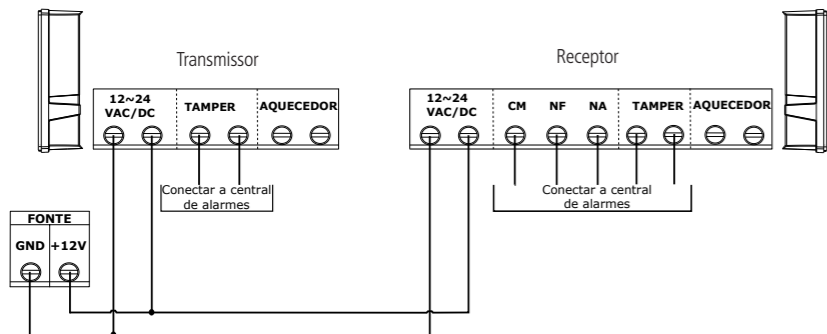 Transmissor
Receptor
12~24
VAC/DC
TAMPER
AQUECEDOR
12~24
VAC/DC
CM
NF
NA
TAMPER
AQUECEDOR
Conectar a central
de alarmes
Conectar a central
de alarmes
FONTE
GND
+12V